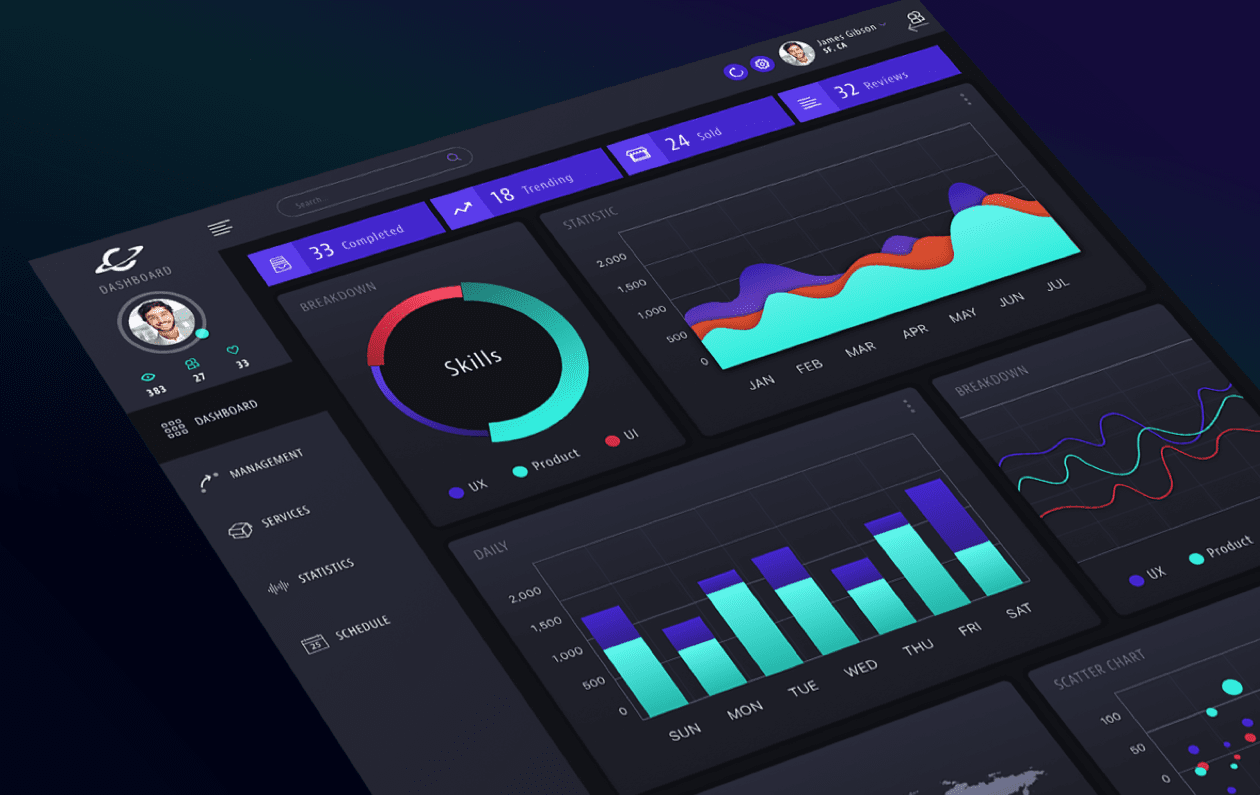 James Gibson
SF, CA
Search
33 Completed
18 Trending
24 Sold
32 Reviews
DASHBOARD
383
27
33
DASHBOARD
MANAGEMENT
SERVICES
STATISTICS
25
SCHEDULE
BREAKDOWN
Skills
UX
Product
UI
STATISTIC
2,000
1,500
1,000
500
0
JAN
FEB
MAR
APR
MAY
JUN
JUL
DAILY
2,000
1,500
1,000
500
0
SUN
MON
TUE
WED
THU
FRI
SAT
BREAKDOWN
UX
Product
SCATTER CHART
100
50
0